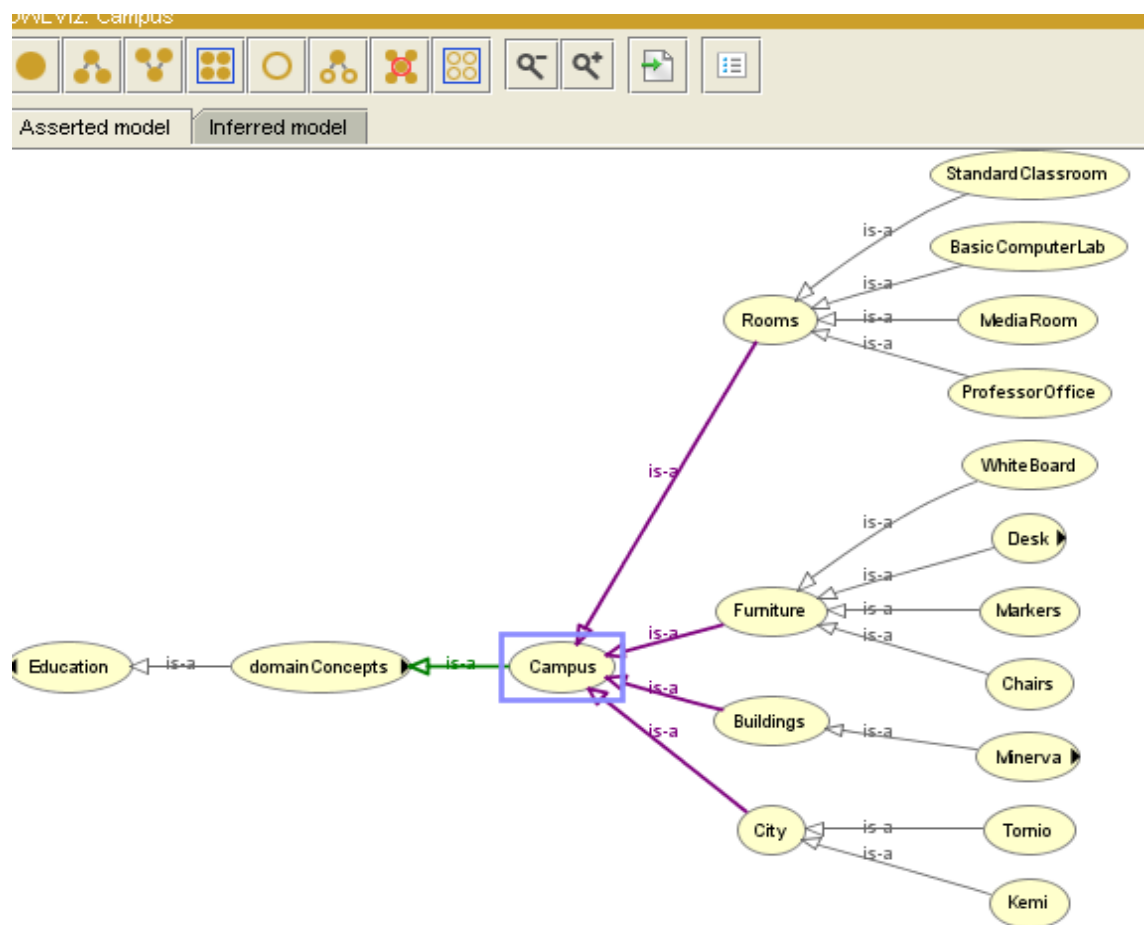 OWLViz: Campus
Asserted model
Inferred model
StandardClassroom
is-a
BasicComputerLab
is-a
Rooms
is-a
MediaRoom
is-a
ProfessorOffice
is-a
WhiteBoard
is-a
Desk
is-a
Furniture
is-a
Markers
is-a
is-a
Education
is-a
domainConcepts
is-a
Campus
Chairs
is-a
Buildings
is-a
is-a
Minerva
City
is-a
Tornio
is-a
Kemi